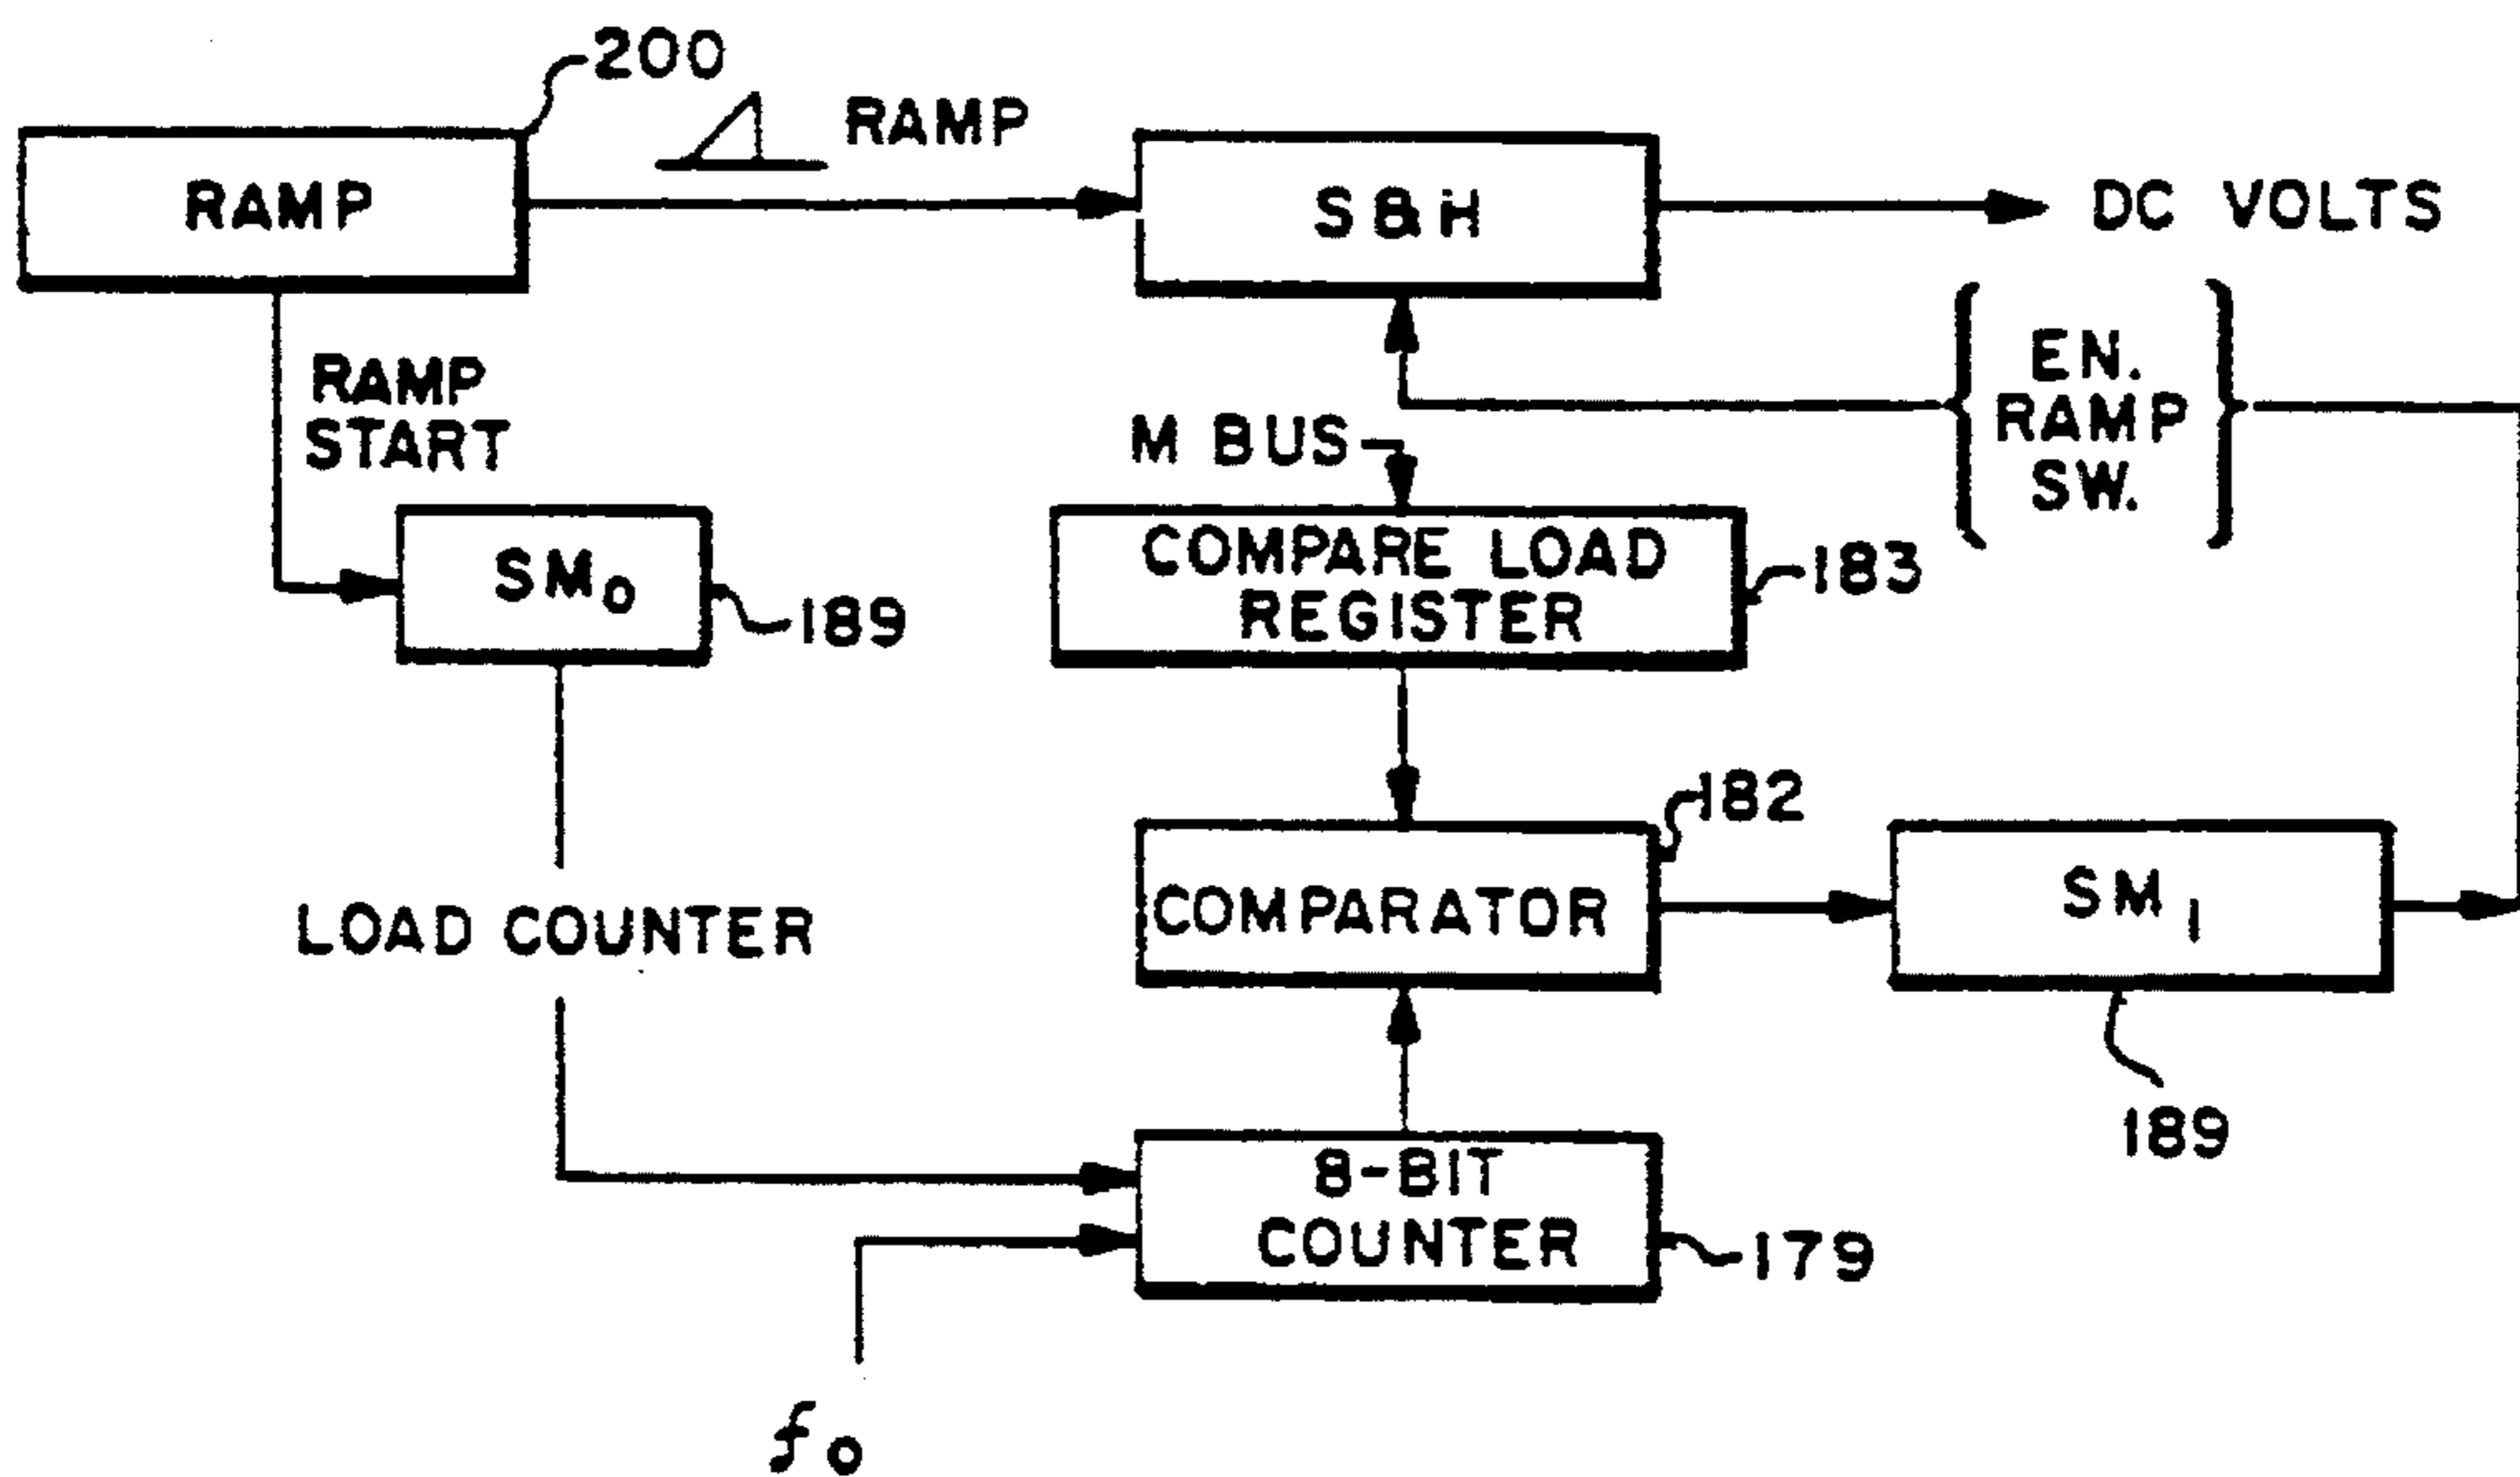 200
RAMP
RAMP
S&H
DC VOLTS
RAMP
START
EN.
RAMP
SW.
M BUS
SM0
189
COMPARE LOAD
REGISTER
183
182
LOAD COUNTER
COMPARATOR
SM1
189
8-BIT
COUNTER
179
fo